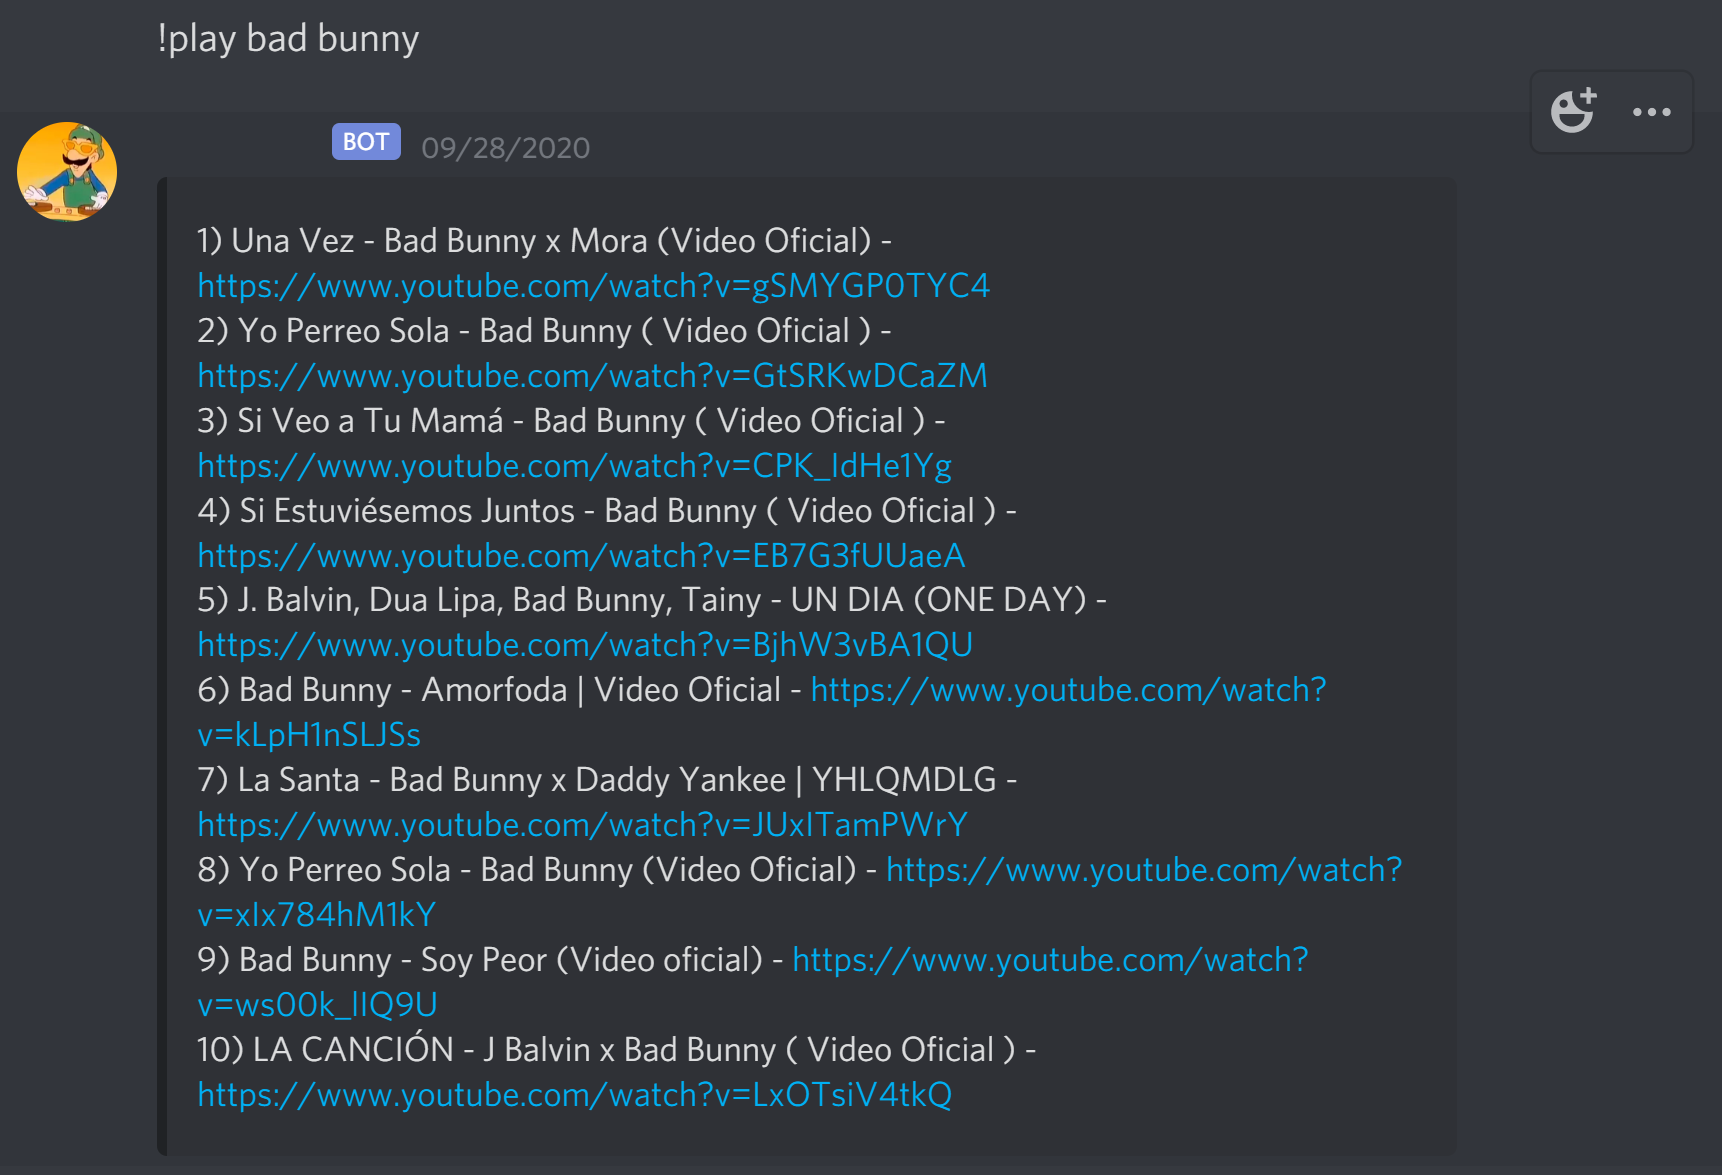 !play bad bunny
BOT 09/28/2020
1) Una Vez - Bad Bunny x Mora (Video Oficial) -
https://www.youtube.com/watch?v=gSMYGP0TYC4
2) Yo Perreo Sola - Bad Bunny ( Video Oficial ) -
https://www.youtube.com/watch?v=GtSRKwDCaZM
3) Si Veo a Tu Mamá - Bad Bunny ( Video Oficial ) -
https://www.youtube.com/watch?v=CPK_IdHe1Yg
4) Si Estuviésemos Juntos - Bad Bunny ( Video Oficial ) -
https://www.youtube.com/watch?v=EB7G3fUUaeA
5) J. Balvin, Dua Lipa, Bad Bunny, Tainy - UN DIA (ONE DAY) -
https://www.youtube.com/watch?v=BjhW3vBA1QU
6) Bad Bunny - Amorfoda | Video Oficial - https://www.youtube.com/watch?
v=kLpH1nSLJSs
7) La Santa - Bad Bunny x Daddy Yankee | YHLQMDLG -
https://www.youtube.com/watch?v=JUxITamPWrY
8) Yo Perreo Sola - Bad Bunny (Video Oficial) - https://www.youtube.com/watch?
v=xIx784hM1kY
9) Bad Bunny - Soy Peor (Video oficial) - https://www.youtube.com/watch?
v=ws00k_lIQ9U
10) LA CANCIÓN - J Balvin x Bad Bunny ( Video Oficial ) -
https://www.youtube.com/watch?v=LxOTsiV4tkQ